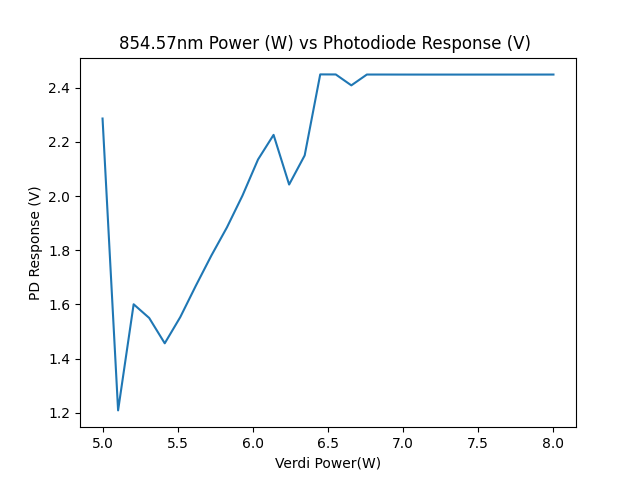 854.57nm Power (W) vs Photodiode Response (V)
2.4
2.2
2.0
1.8
1.6
1.4
1.2
PD Response (V)
5.0 5.5 6.0 6.5 7.0 7.5 8.0
Verdi Power(W)